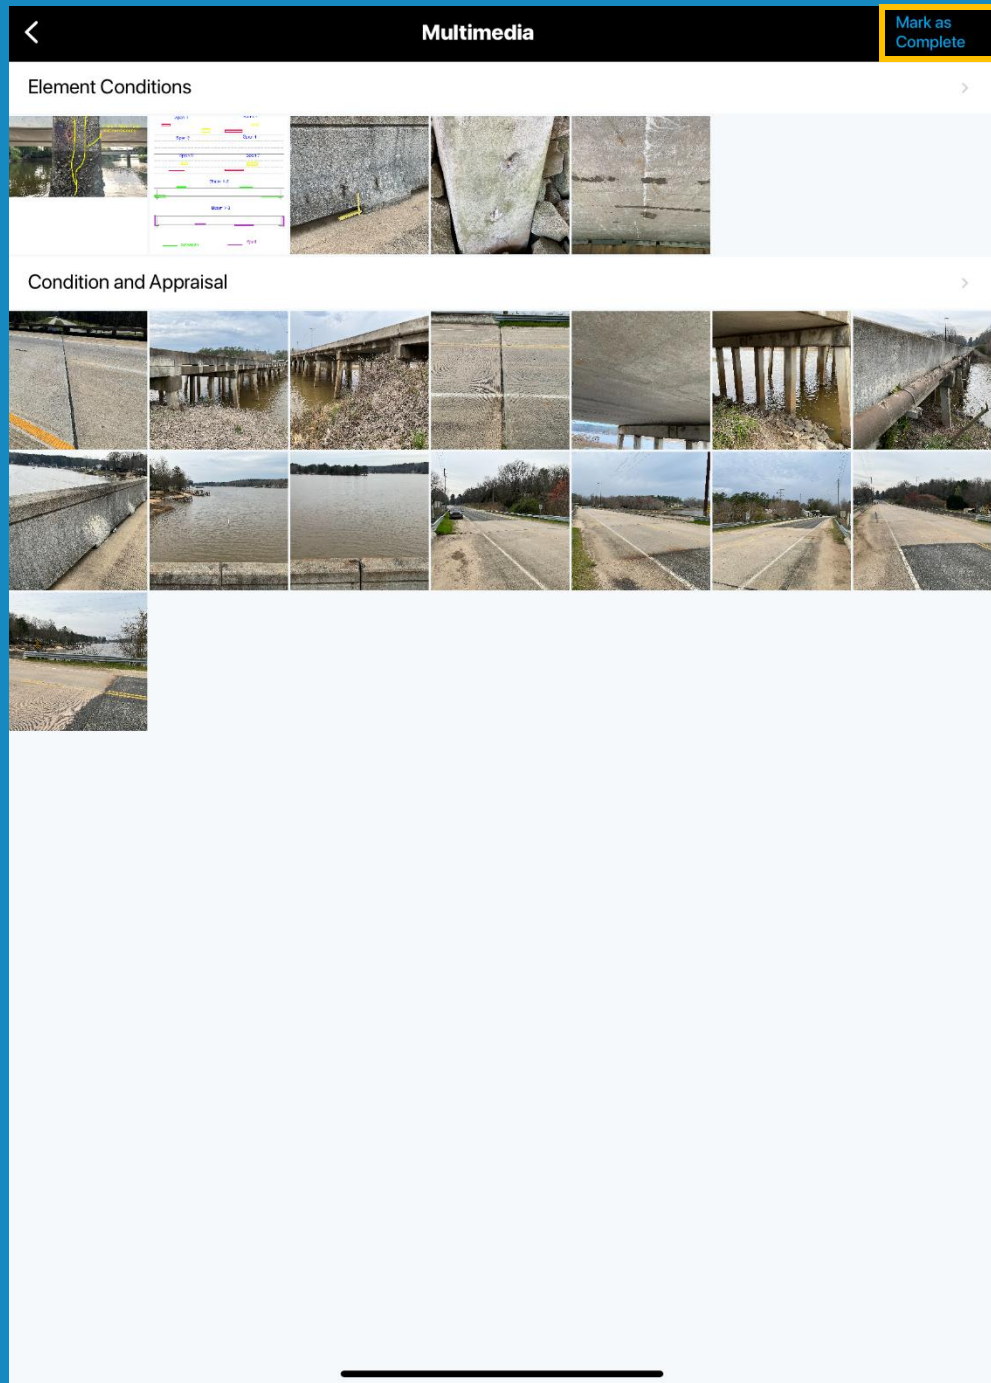 Multimedia
Mark as
Complete
Element Conditions
Condition and Appraisal